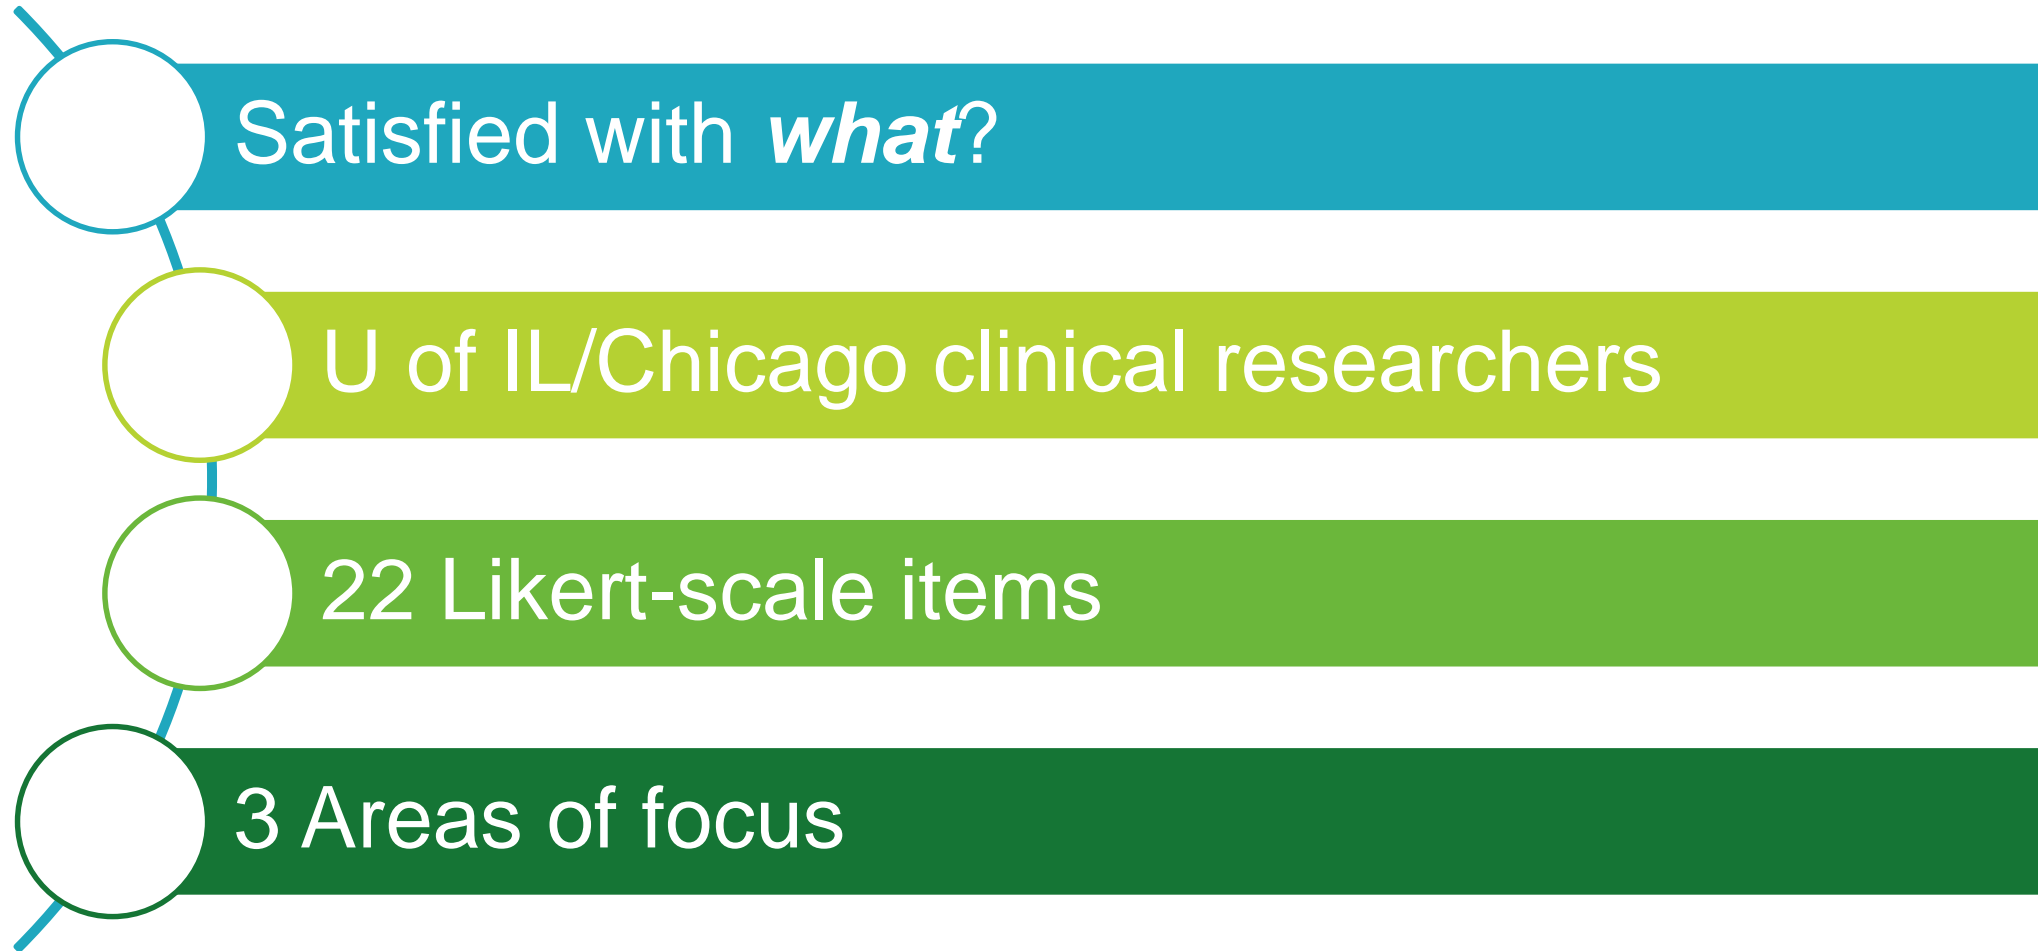 Satisfied with what?
U of IL/Chicago clinical researchers
22 Likert-scale items
3 Areas of focus